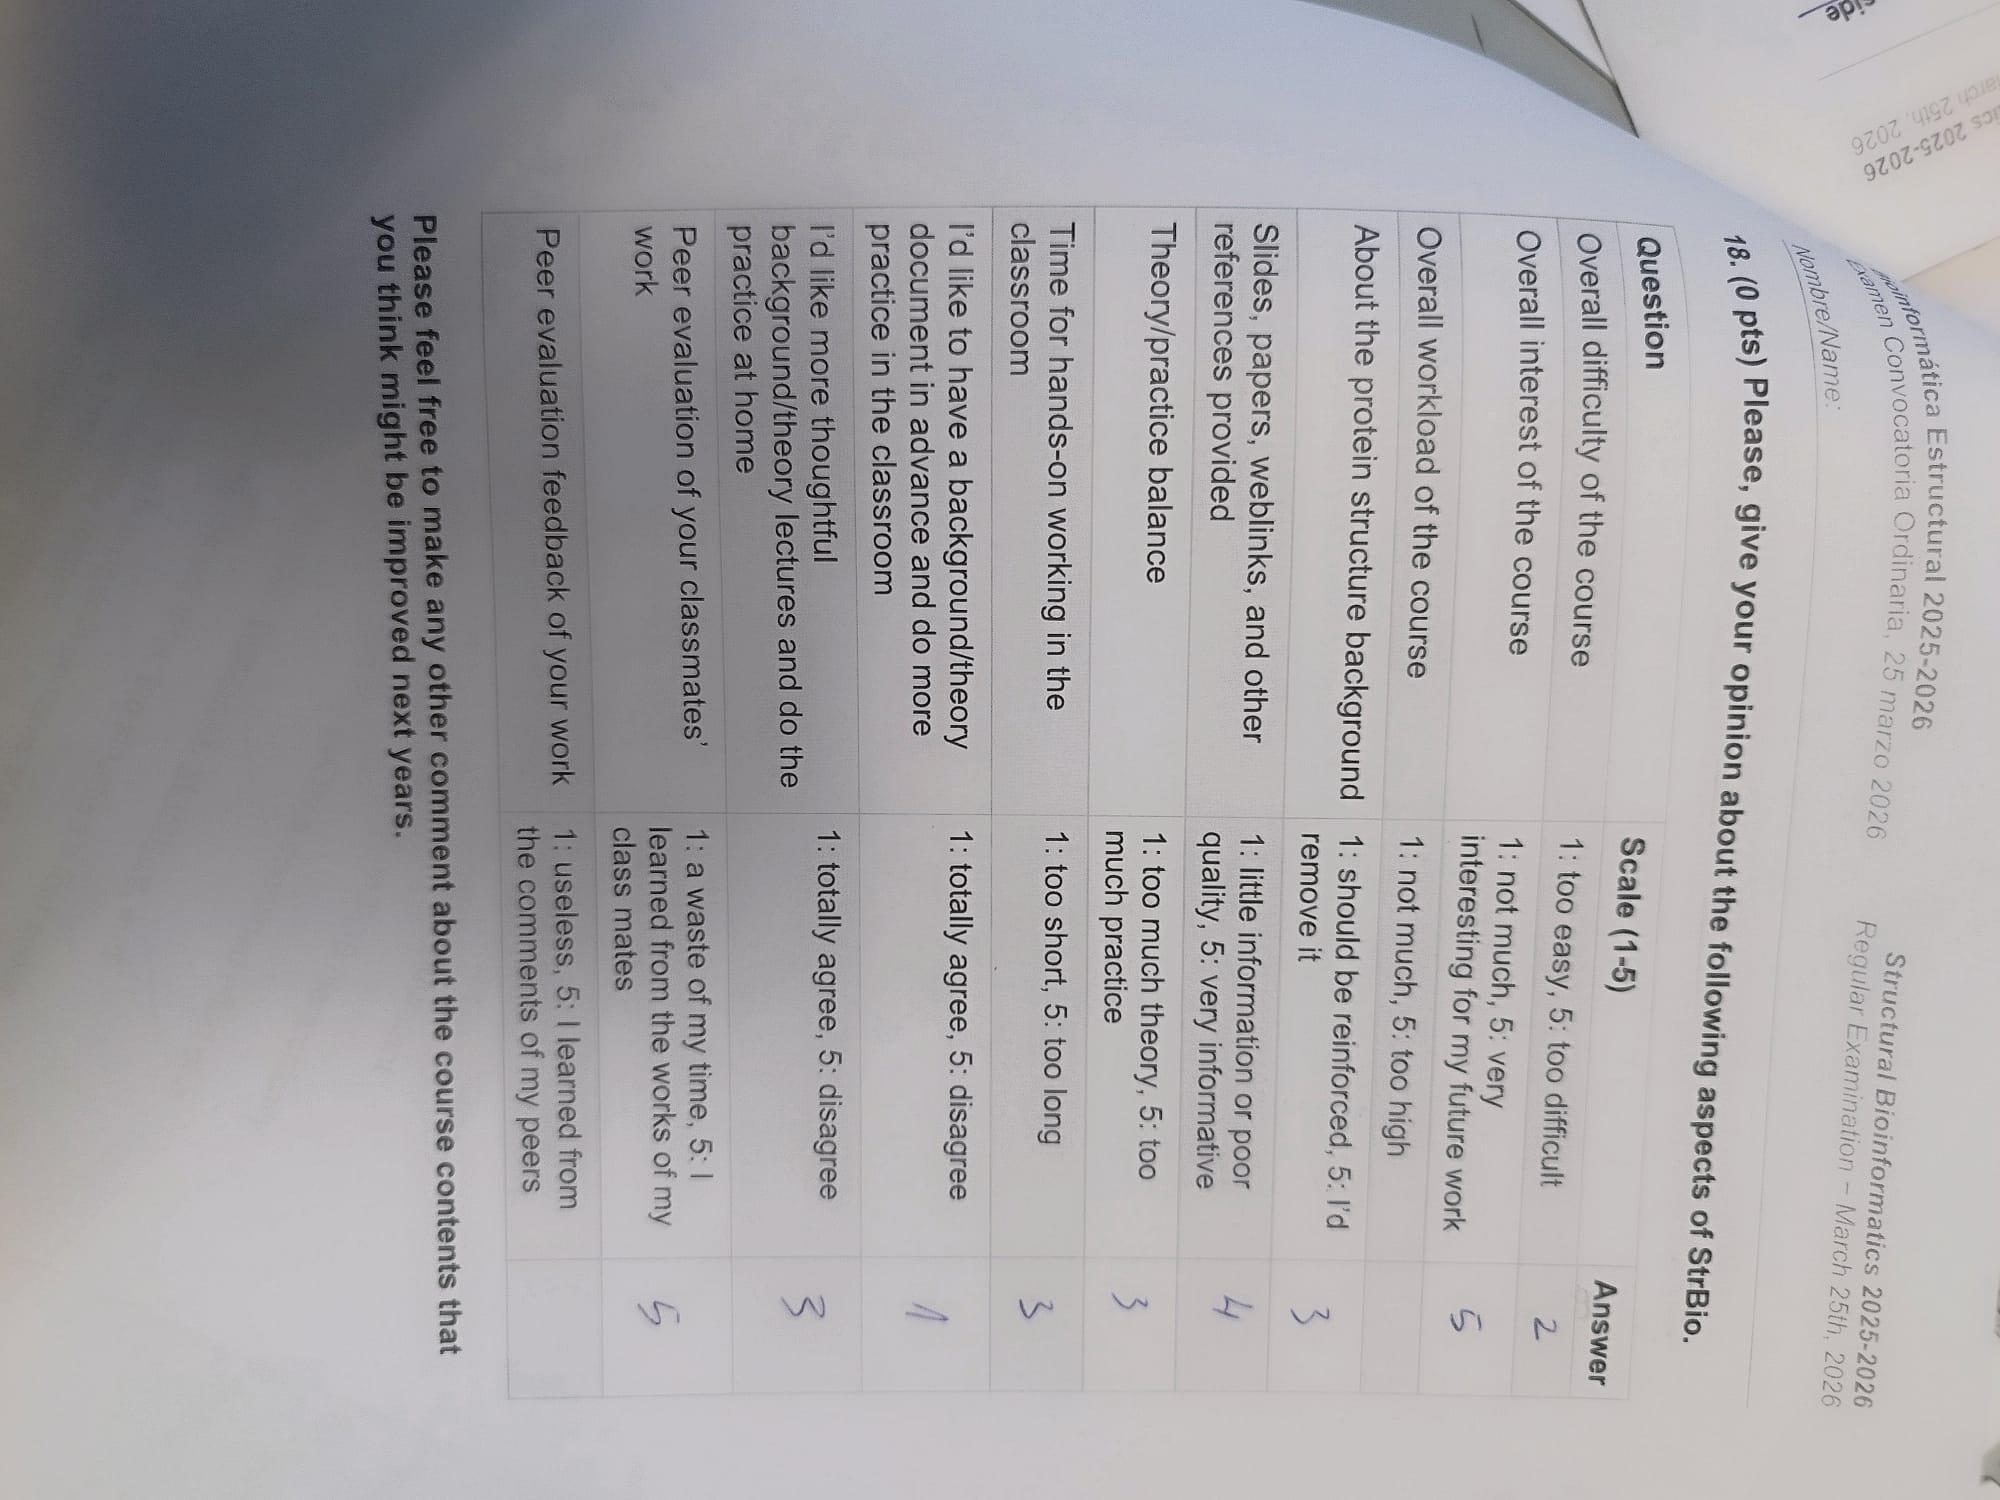 Bioinformática Estructural 2025-2026
Examen Convocatoria Ordinaria, 25 marzo 2026
Structural Bioinformatics 2025-2026
Regular Examination – March 25th, 2026
Nombre/Name:
18. (0 pts) Please, give your opinion about the following aspects of StrBio.
Question Scale (1-5) Answer
Overall difficulty of the course 1: too easy, 5: too difficult 2
Overall interest of the course 1: not much, 5: very
interesting for my future work 5
Overall workload of the course 1: not much, 5: too high
About the protein structure background 1: should be reinforced, 5: I'd
remove it 3
Slides, papers, weblinks, and other 1: little information or poor
references provided quality, 5: very informative 4
Theory/practice balance 1: too much theory, 5: too
much practice 3
Time for hands-on working in the 1: too short, 5: too long 3
classroom
I'd like to have a background/theory 1: totally agree, 5: disagree 1
document in advance and do more
practice in the classroom
I'd like more thoughtful 1: totally agree, 5: disagree 3
background/theory lectures and do the
practice at home
Peer evaluation of your classmates' 1: a waste of my time, 5: I
work learned from the works of my 5
class mates
Peer evaluation feedback of your work 1: useless, 5: I learned from
the comments of my peers
Please feel free to make any other comment about the course contents that
you think might be improved next years.
ics 2025-2026
arch 25th, 2026
ide